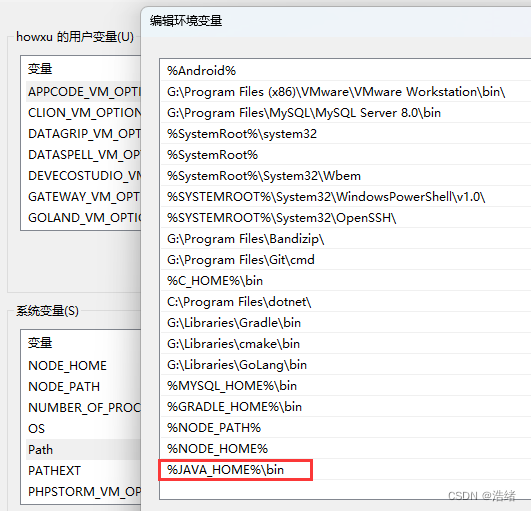 编辑环境变量
howxu 的用户变量(U)
变量
APPCODE_VM_OPTI
CLION_VM_OPTION
DATAGRIP_VM_OPT
DATASPELL_VM_OP
DEVECOSTUDIO_VM
GATEWAY_VM_OPTI
GOLAND_VM_OPTIO
系统变量(S)
变量
NODE_HOME
NODE_PATH
NUMBER_OF_PROC
OS
Path
PATHEXT
PHPSTORM_VM_OP
%Android%
G:\Program Files (x86)\VMware\VMware Workstation\bin\
G:\Program Files\MySQL\MySQL Server 8.0\bin
%SystemRoot%\system32
%SystemRoot%
%SystemRoot%\System32\Wbem
%SYSTEMROOT%\System32\WindowsPowerShell\v1.0\
%SYSTEMROOT%\System32\OpenSSH\
G:\Program Files\Bandizip\
G:\Program Files\Git\cmd
%C_HOME%\bin
C:\Program Files\dotnet\
G:\Libraries\Gradle\bin
G:\Libraries\cmake\bin
G:\Libraries\GoLang\bin
%MYSQL_HOME%\bin
%GRADLE_HOME%\bin
%NODE_PATH%
%NODE_HOME%
%JAVA_HOME%\bin
CSDN @浩绪